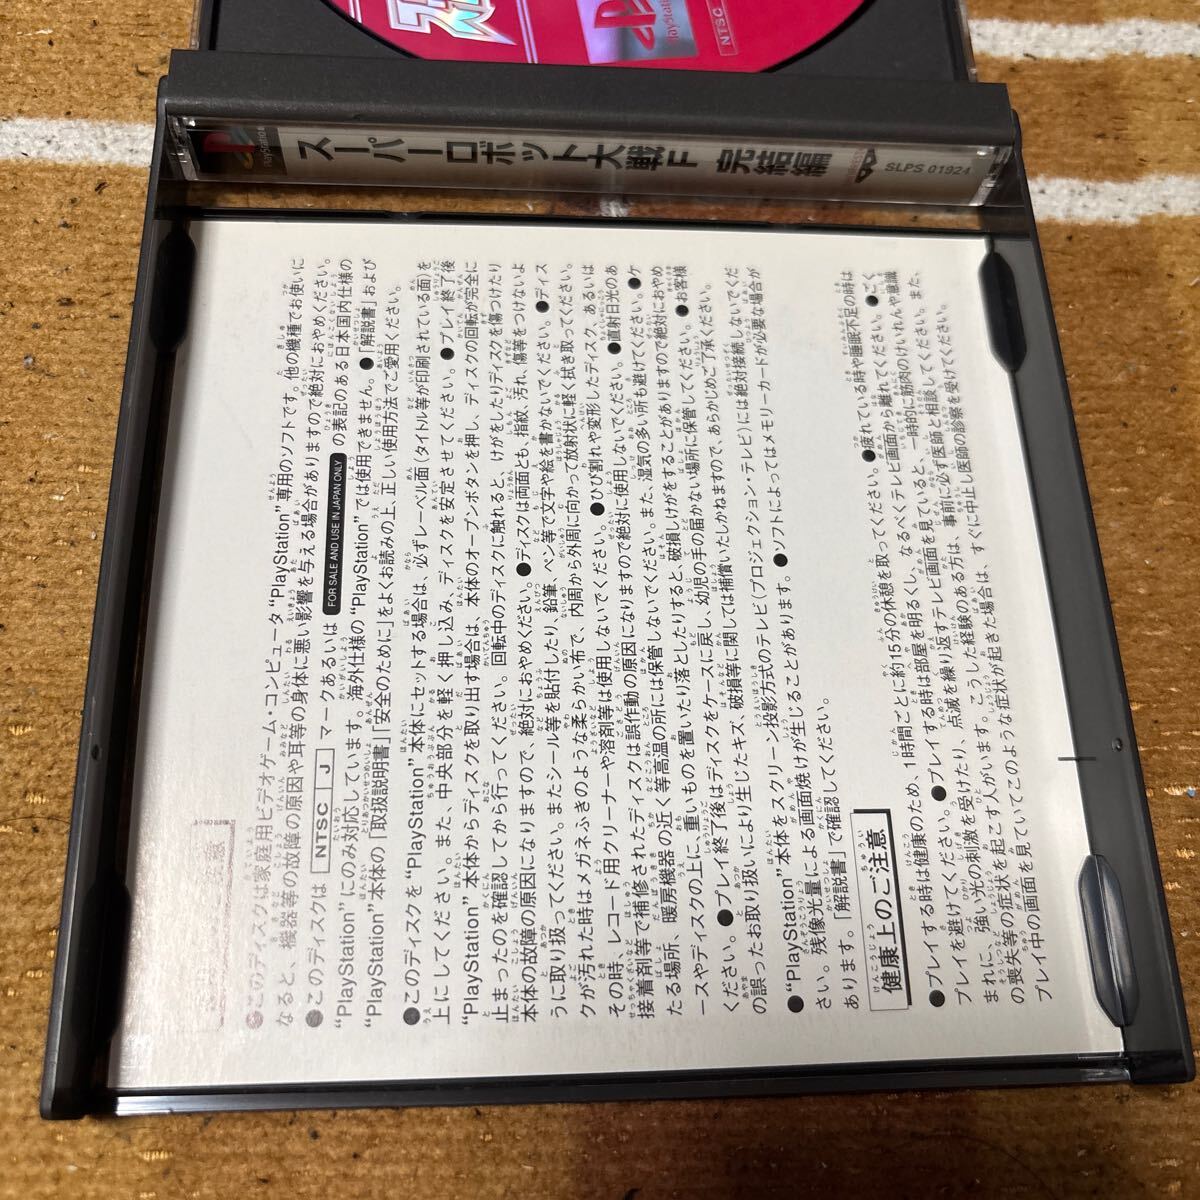 NTSC
PlayStation
PlayStation
スーパーロボット大戦F 完結編
SLPS 01924
●このディスクは家庭用ビデオゲーム・コンピュータ“PlayStation”専用のソフトです。他の機種でお使いに
なると、機器等の故障の原因や耳等の身体に悪い影響を与える場合がありますので絶対におやめください。
●このディスクは NTSC J マークあるいは FOR SALE AND USE IN JAPAN ONLY の表記のある日本国内仕様の
“PlayStation”にのみ対応しています。海外仕様の“PlayStation”では使用できません。●「解説書」および
“PlayStation”本体の「取扱説明書」「安全のために」をよくお読みの上、正しい使用方法でご愛用ください。
●このディスクを“PlayStation”本体にセットする場合は、必ずレーベル面(タイトル等が印刷されている面)を
上にしてください。また、中央部分を軽く押し込み、ディスクを安定させてください。●プレイ終了後
“PlayStation”本体からディスクを取り出す場合は、本体のオープンボタンを押し、ディスクの回転が完全に
止まったのを確認してから行ってください。回転中のディスクに触れると、けがをしたりディスクを傷つけたり
本体の故障の原因になりますので、絶対におやめください。●ディスクは両面とも、指紋、汚れ、傷等をつけないよ
うに取り扱ってください。またシール等を貼付したり、鉛筆、ペン等で文字や絵を書かないでください。●ディス
クが汚れた時はメガネふきのような柔らかい布で、内周から外周に向かって放射状に軽く拭き取ってください。
その時、レコード用クリーナーや溶剤等は使用しないでください。●ひび割れや変形したディスク、あるいは
接着剤等で補修されたディスクは誤作動の原因になりますので絶対に使用しないでください。●直射日光のあ
たる場所、暖房機器の近く等高温の所には保管しないでください。また、湿気の多い所も避けてください。●ケ
ースやディスクの上に、重いものを置いたり落としたりすると、破損しけがをすることがありますので絶対におやめ
ください。●プレイ終了後はディスクをケースに戻し、幼児の手の届かない場所に保管してください。●お客様
の誤ったお取り扱いにより生じたキズ、破損等に関しては補償いたしかねますので、あらかじめご了承ください。
●“PlayStation”本体をスクリーン投影方式のテレビ(プロジェクション・テレビ)には絶対接続しないでくだ
さい。残像光量による画面焼けが生じることがあります。●ソフトによってはメモリーカードが必要な場合が
あります。「解説書」で確認してください。
健康上のご注意
●プレイする時は健康のため、1時間ごとに約15分の休憩を取ってください。●疲れている時や睡眠不足の時は
プレイを避けてください。●プレイする時は部屋を明るくし、なるべくテレビ画面から離れてください。●ごく
まれに、強い光の刺激を受けたり、点滅を繰り返すテレビ画面を見ていると、一時的に筋肉のけいれんや意識
の喪失等の症状を起こす人がいます。こうした経験のある方は、事前に必ず医師と相談してください。また、
プレイ中の画面を見ていてこのような症状が起きた場合は、すぐに中止し医師の診察を受けてください。